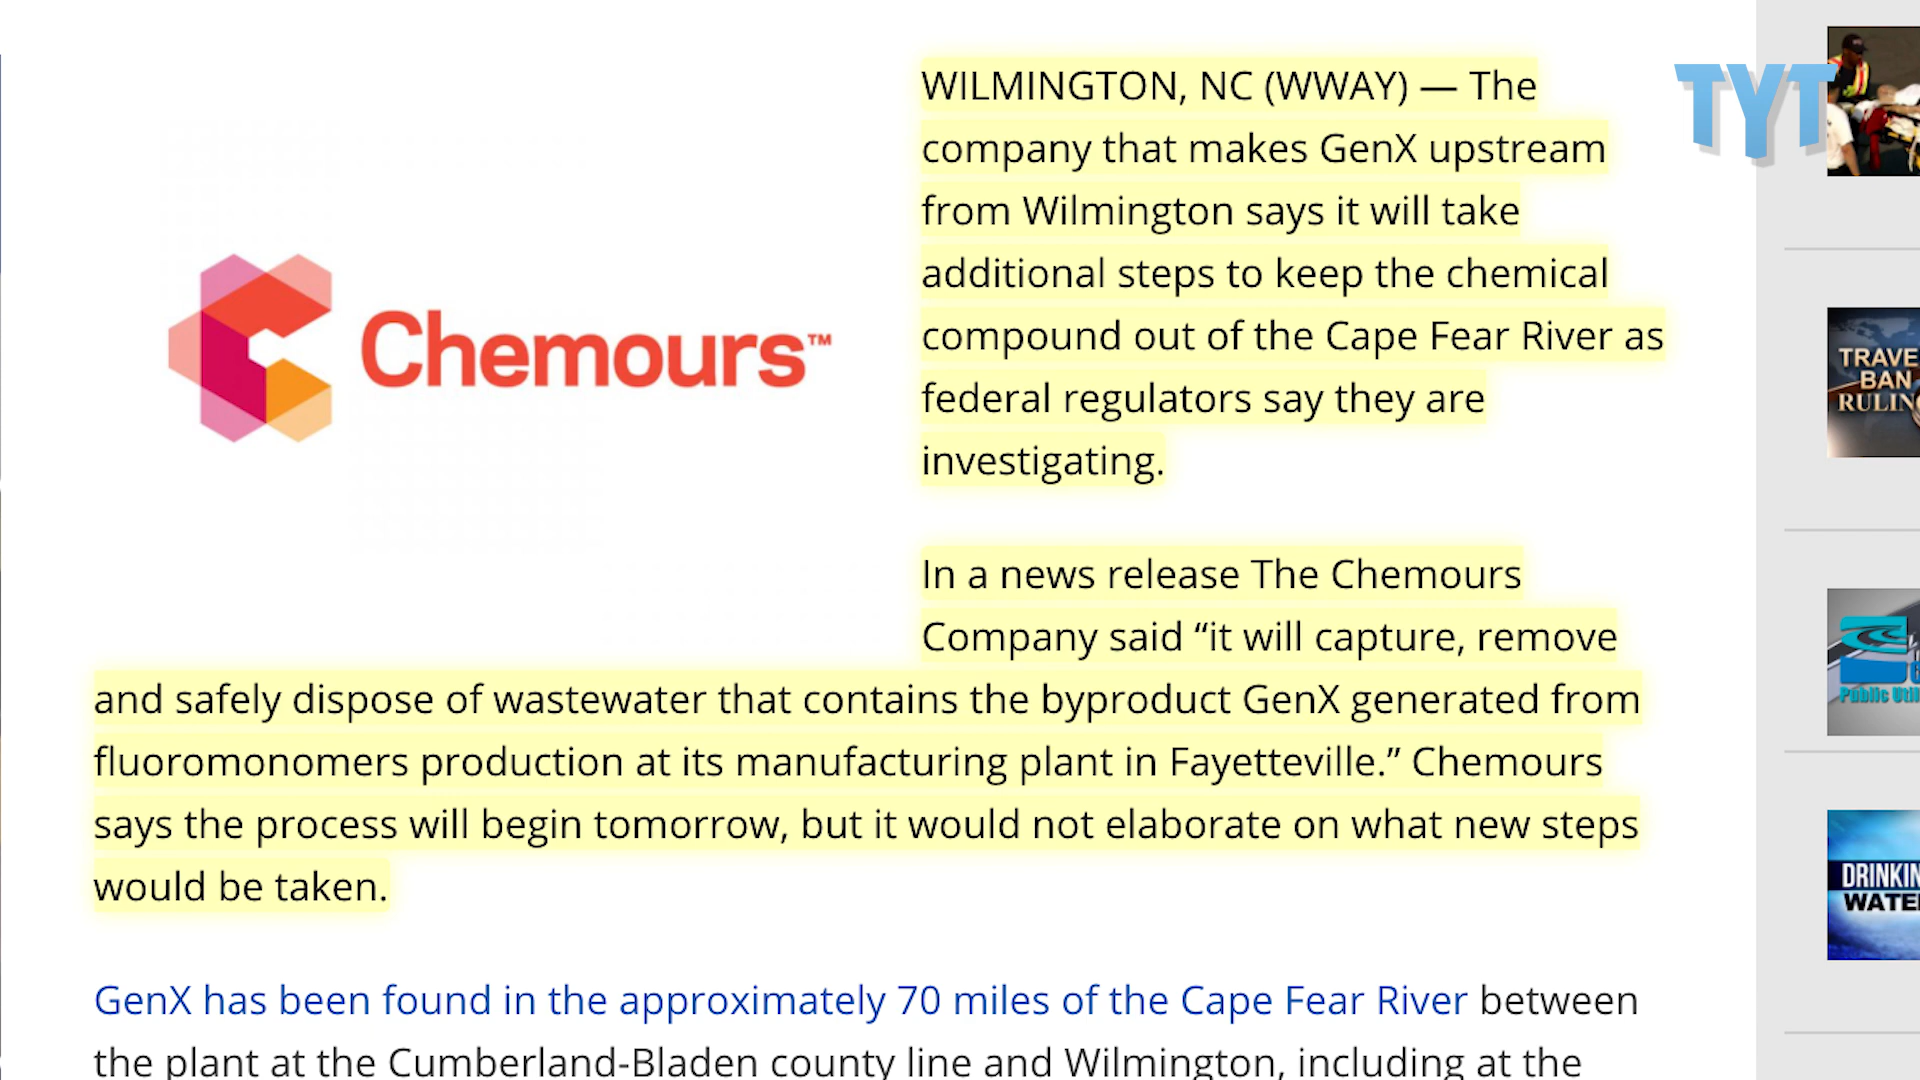 WILMINGTON, NC (WWAY) — The
company that makes GenX upstream
from Wilmington says it will take
additional steps to keep the chemical
compound out of the Cape Fear River as
federal regulators say they are
investigating.
Chemours™
In a news release The Chemours
Company said “it will capture, remove
and safely dispose of wastewater that contains the byproduct GenX generated from
fluoromonomers production at its manufacturing plant in Fayetteville.” Chemours
says the process will begin tomorrow, but it would not elaborate on what new steps
would be taken.
GenX has been found in the approximately 70 miles of the Cape Fear River between
the plant at the Cumberland-Bladen county line and Wilmington, including at the
TYT
TRAVE
BAN
RULIN
Public Util
DRINKIN
WATE